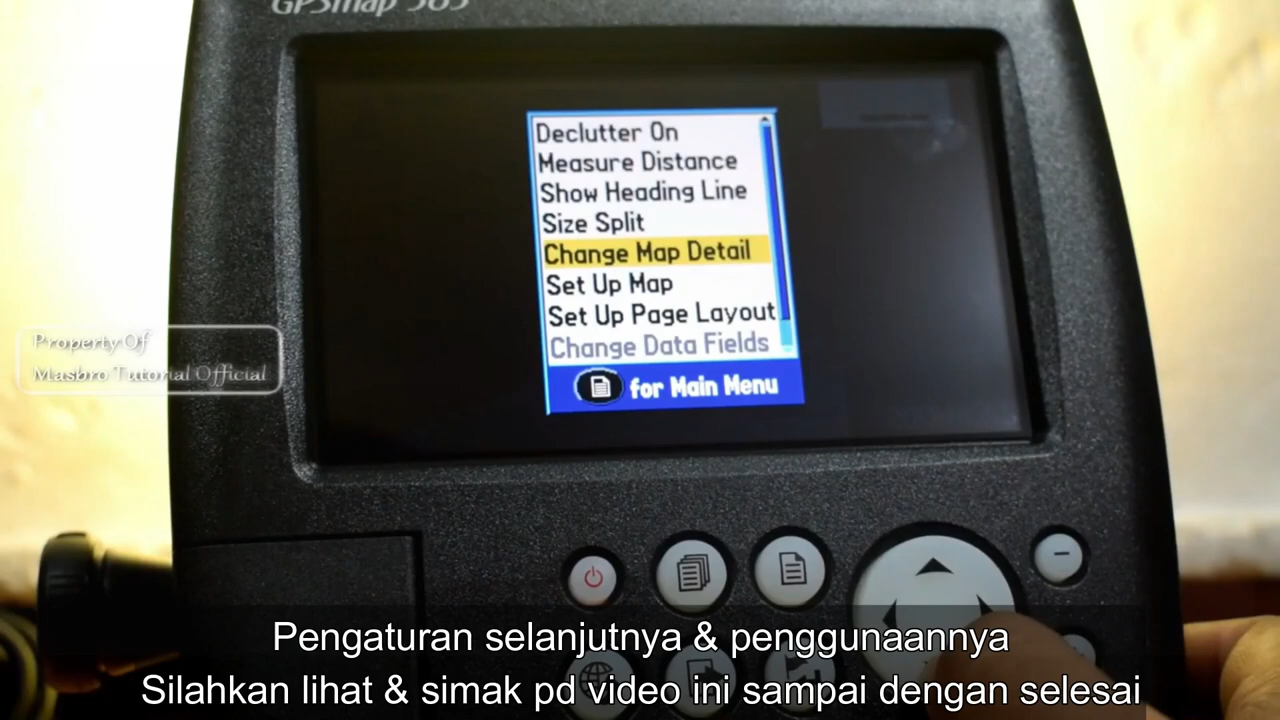 GPSmap 585
Declutter On
Measure Distance
Show Heading Line
Size Split
Change Map Detail
Set Up Map
Set Up Page Layout
Change Data Fields
for Main Menu
Property Of
Masbro Tutorial Official
Pengaturan selanjutnya & penggunaannya
Silahkan lihat & simak pd video ini sampai dengan selesai